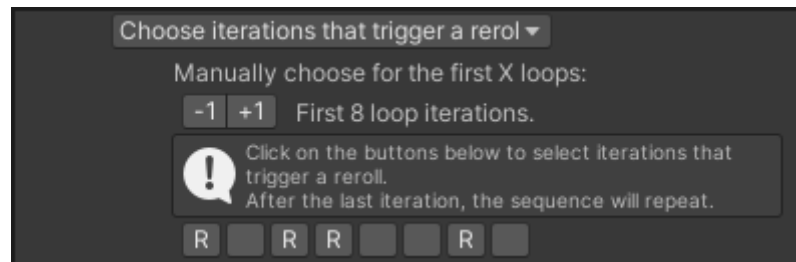 Choose iterations that trigger a rerol
Manually choose for the first X loops:
-1 +1 First 8 loop iterations.
Click on the buttons below to select iterations that
trigger a reroll.
After the last iteration, the sequence will repeat.
R R R R